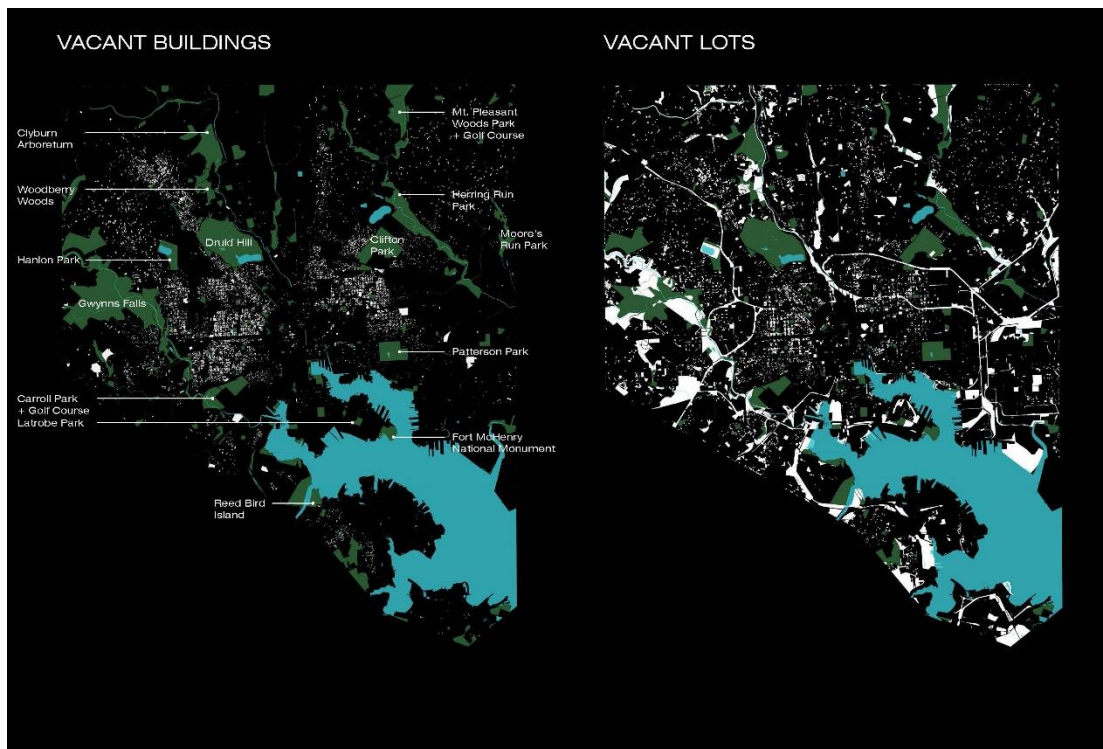 VACANT BUILDINGS
VACANT LOTS
Clyburn
Arboretum
Mt. Pleasant
Woods Park
+ Golf Course
Woodberry
Woods
Herring Run
Park
Druid Hill
Clifton
Park
Moore's
Run Park
Hanlon Park
Gwynns Falls
Patterson Park
Carroll Park
+ Golf Course
Latrobe Park
Fort McHenry
National Monument
Reed Bird
Island